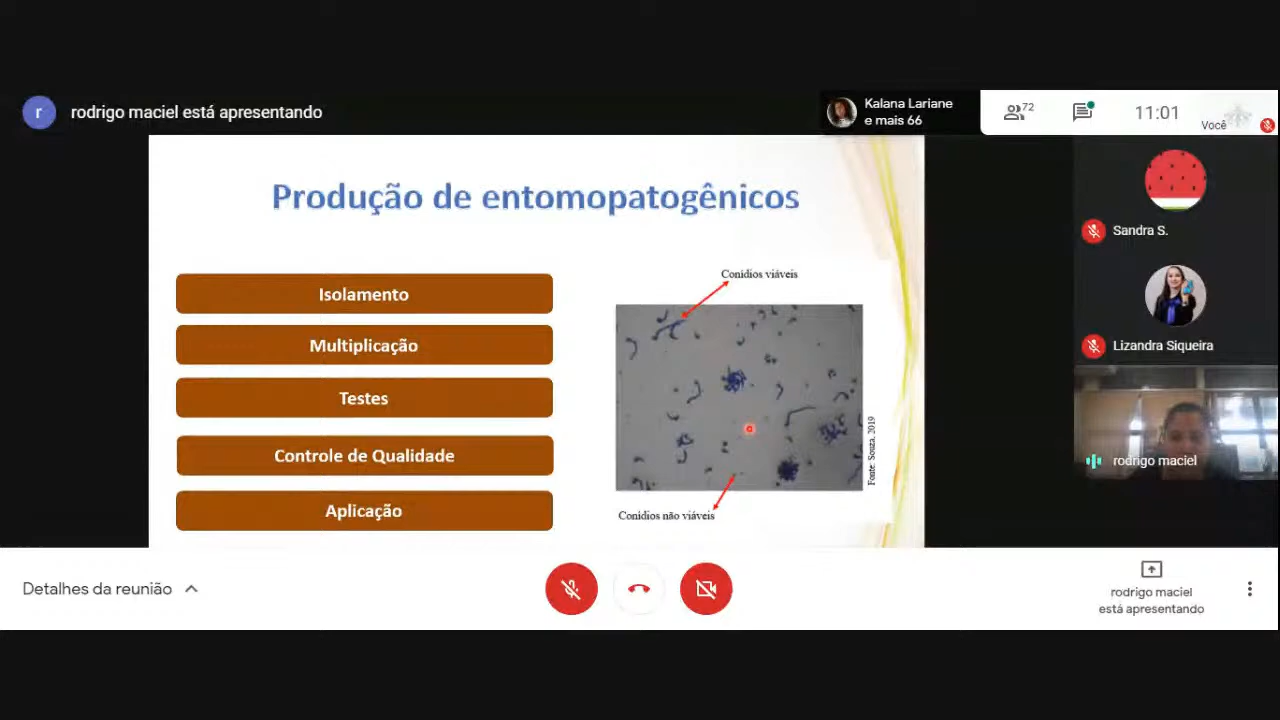 r
rodrigo maciel está apresentando
Kalana Lariane
e mais 66
72
11:01
Você
Produção de entomopatogênicos
Isolamento
Multiplicação
Testes
Controle de Qualidade
Aplicação
Conídios viáveis
Conídios não viáveis
Fonte: Souza, 2019
Sandra S.
Lizandra Siqueira
rodrigo maciel
Detalhes da reunião
rodrigo maciel
está apresentando